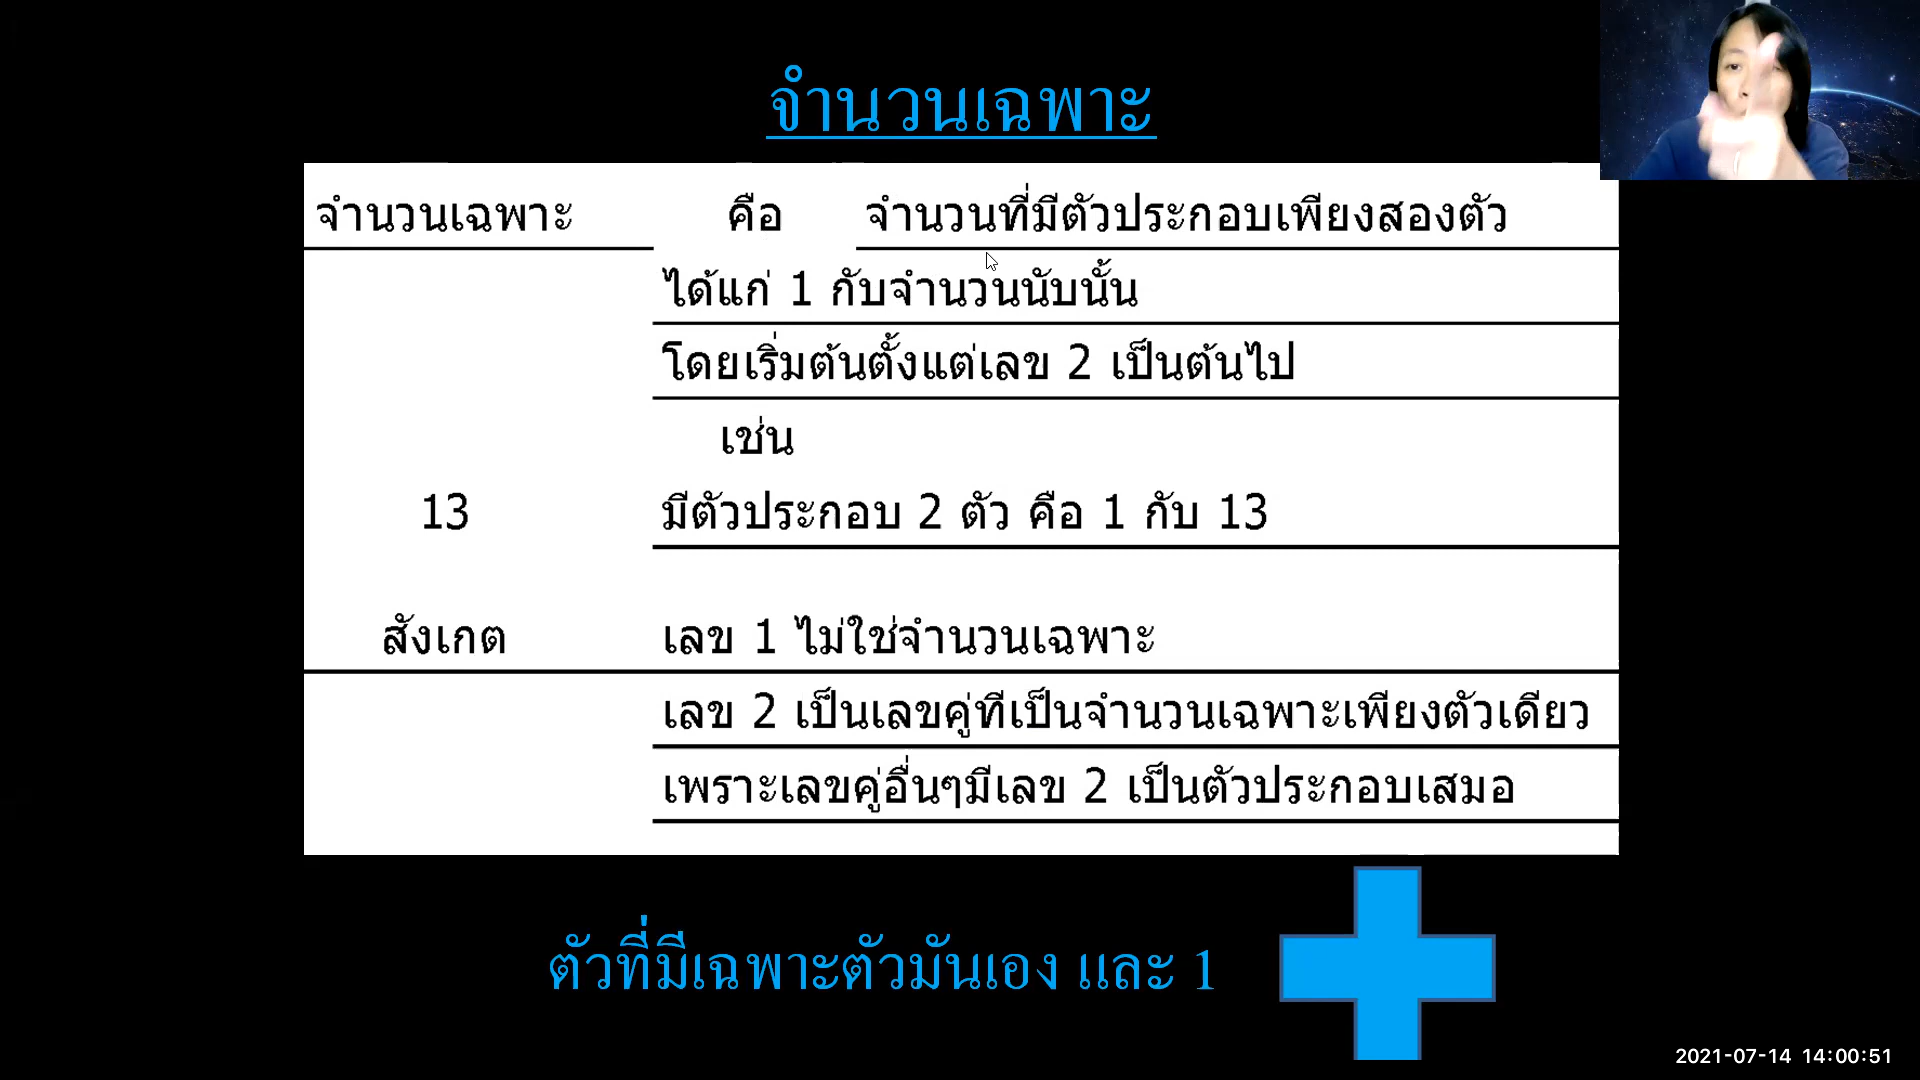 จำนวนเฉพาะ
จำนวนเฉพาะ คือ จำนวนที่มีตัวประกอบเพียงสองตัว
ได้แก่ 1 กับจำนวนนับนั้น
โดยเริ่มต้นตั้งแต่เลข 2 เป็นต้นไป
เช่น
13 มีตัวประกอบ 2 ตัว คือ 1 กับ 13
สังเกต เลข 1 ไม่ใช่จำนวนเฉพาะ
เลข 2 เป็นเลขคู่ทีเป็นจำนวนเฉพาะเพียงตัวเดียว
เพราะเลขคู่อื่นๆมีเลข 2 เป็นตัวประกอบเสมอ
ตัวที่มีเฉพาะตัวมันเอง และ 1
2021-07-14 14:00:51